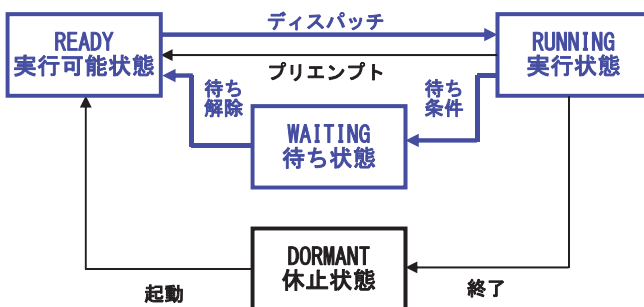 ディスパッチ
READY
実行可能状態
RUNNING
実行状態
プリエンプト
待ち
解除
待ち
条件
WAITING
待ち状態
DORMANT
休止状態
起動
終了